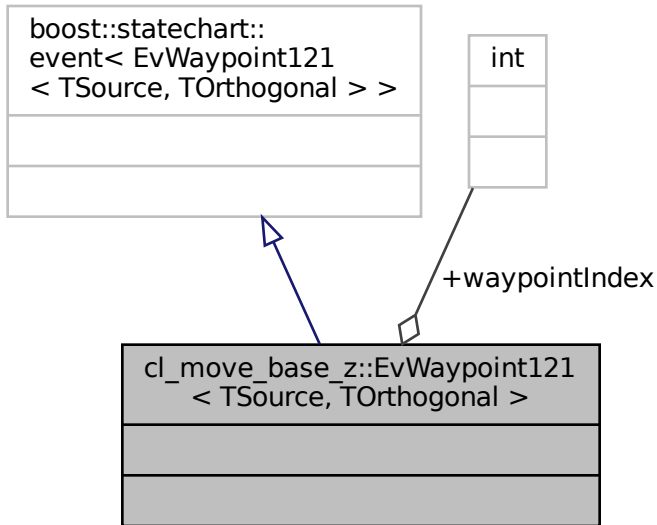 boost::statechart::
event< EvWaypoint121
< TSource, TOrthogonal > >
int
+waypointIndex
cl_move_base_z::EvWaypoint121
< TSource, TOrthogonal >